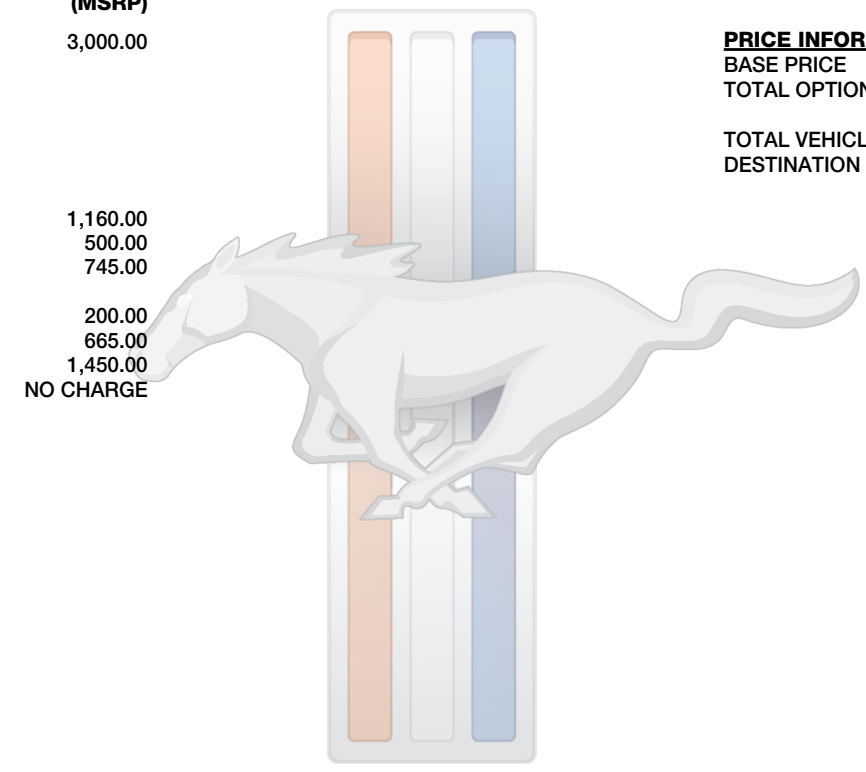 (MSRP)
3,000.00
1,160.00
500.00
745.00
200.00
665.00
1,450.00
NO CHARGE
PRICE INFOR
BASE PRICE
TOTAL OPTION
TOTAL VEHICL
DESTINATION